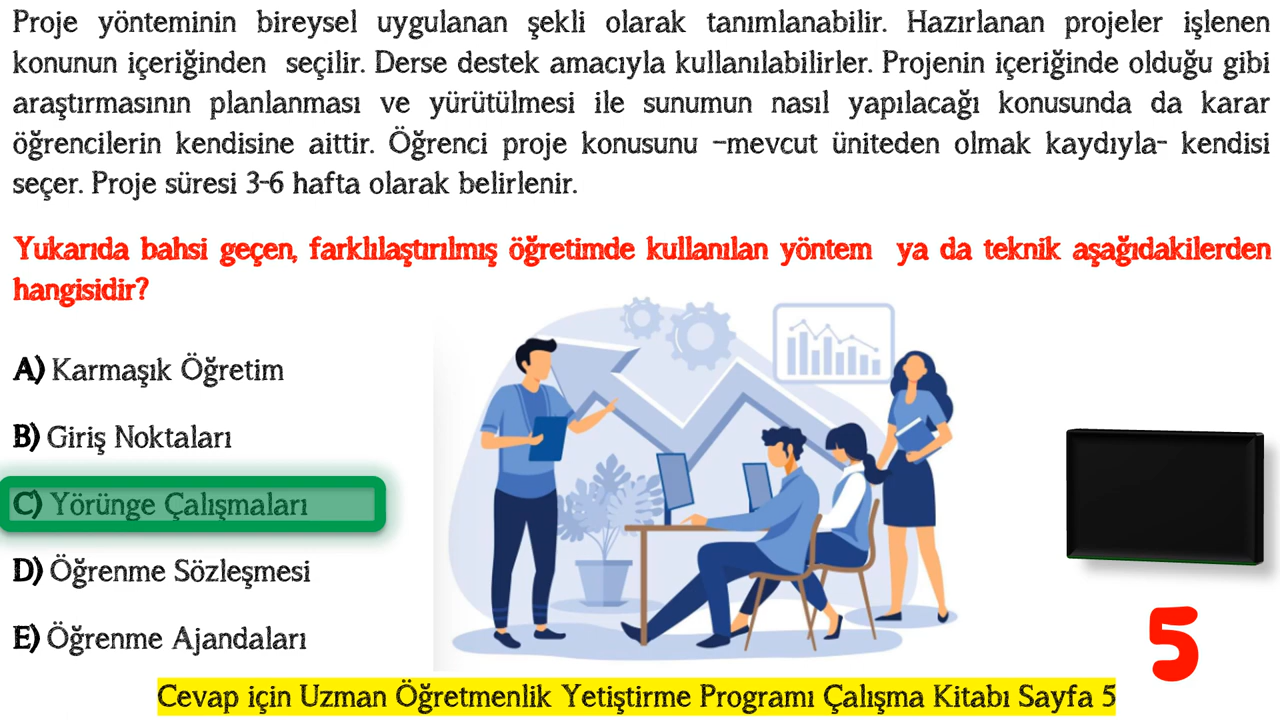 Proje yönteminin bireysel uygulanan şekli olarak tanımlanabilir. Hazırlanan projeler işlenen
konunun içeriğinden seçilir. Derse destek amacıyla kullanılabilirler. Projenin içeriğinde olduğu gibi
araştırmasının planlanması ve yürütülmesi ile sunumun nasıl yapılacağı konusunda da karar
öğrencilerin kendisine aittir. Öğrenci proje konusunu –mevcut üniteden olmak kaydıyla- kendisi
seçer. Proje süresi 3-6 hafta olarak belirlenir.
Yukarıda bahsi geçen, farklılaştırılmış öğretimde kullanılan yöntem ya da teknik aşağıdakilerden
hangisidir?
A) Karmaşık Öğretim
B) Giriş Noktaları
C) Yörünge Çalışmaları
D) Öğrenme Sözleşmesi
E) Öğrenme Ajandaları
5
Cevap için Uzman Öğretmenlik Yetiştirme Programı Çalışma Kitabı Sayfa 5